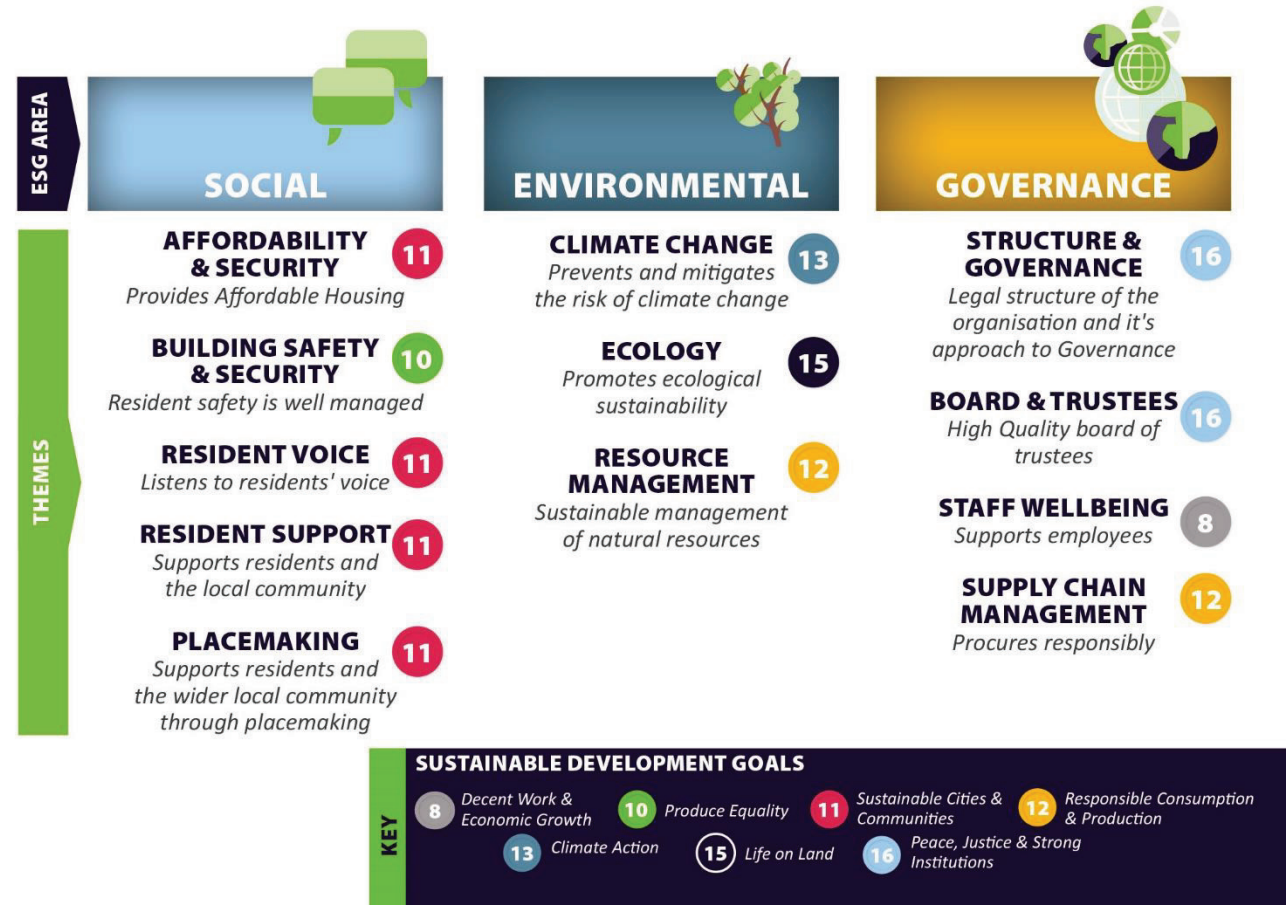 ESG AREA
SOCIAL
ENVIRONMENTAL
GOVERNANCE
THEMES
AFFORDABILITY
& SECURITY
11
Provides Affordable Housing
BUILDING SAFETY
& SECURITY
10
Resident safety is well managed
RESIDENT VOICE
11
Listens to residents' voice
RESIDENT SUPPORT
11
Supports residents and
the local community
PLACEMAKING
11
Supports residents and
the wider local community
through placemaking
CLIMATE CHANGE
13
Prevents and mitigates
the risk of climate change
ECOLOGY
15
Promotes ecological
sustainability
RESOURCE
MANAGEMENT
12
Sustainable management
of natural resources
STRUCTURE &
GOVERNANCE
16
Legal structure of the
organisation and it's
approach to Governance
BOARD & TRUSTEES
16
High Quality board of
trustees
STAFF WELLBEING
8
Supports employees
SUPPLY CHAIN
MANAGEMENT
12
Procures responsibly
KEY
SUSTAINABLE DEVELOPMENT GOALS
8 Decent Work &
Economic Growth
10 Produce Equality
11 Sustainable Cities &
Communities
12 Responsible Consumption
& Production
13 Climate Action
15 Life on Land
16 Peace, Justice & Strong
Institutions